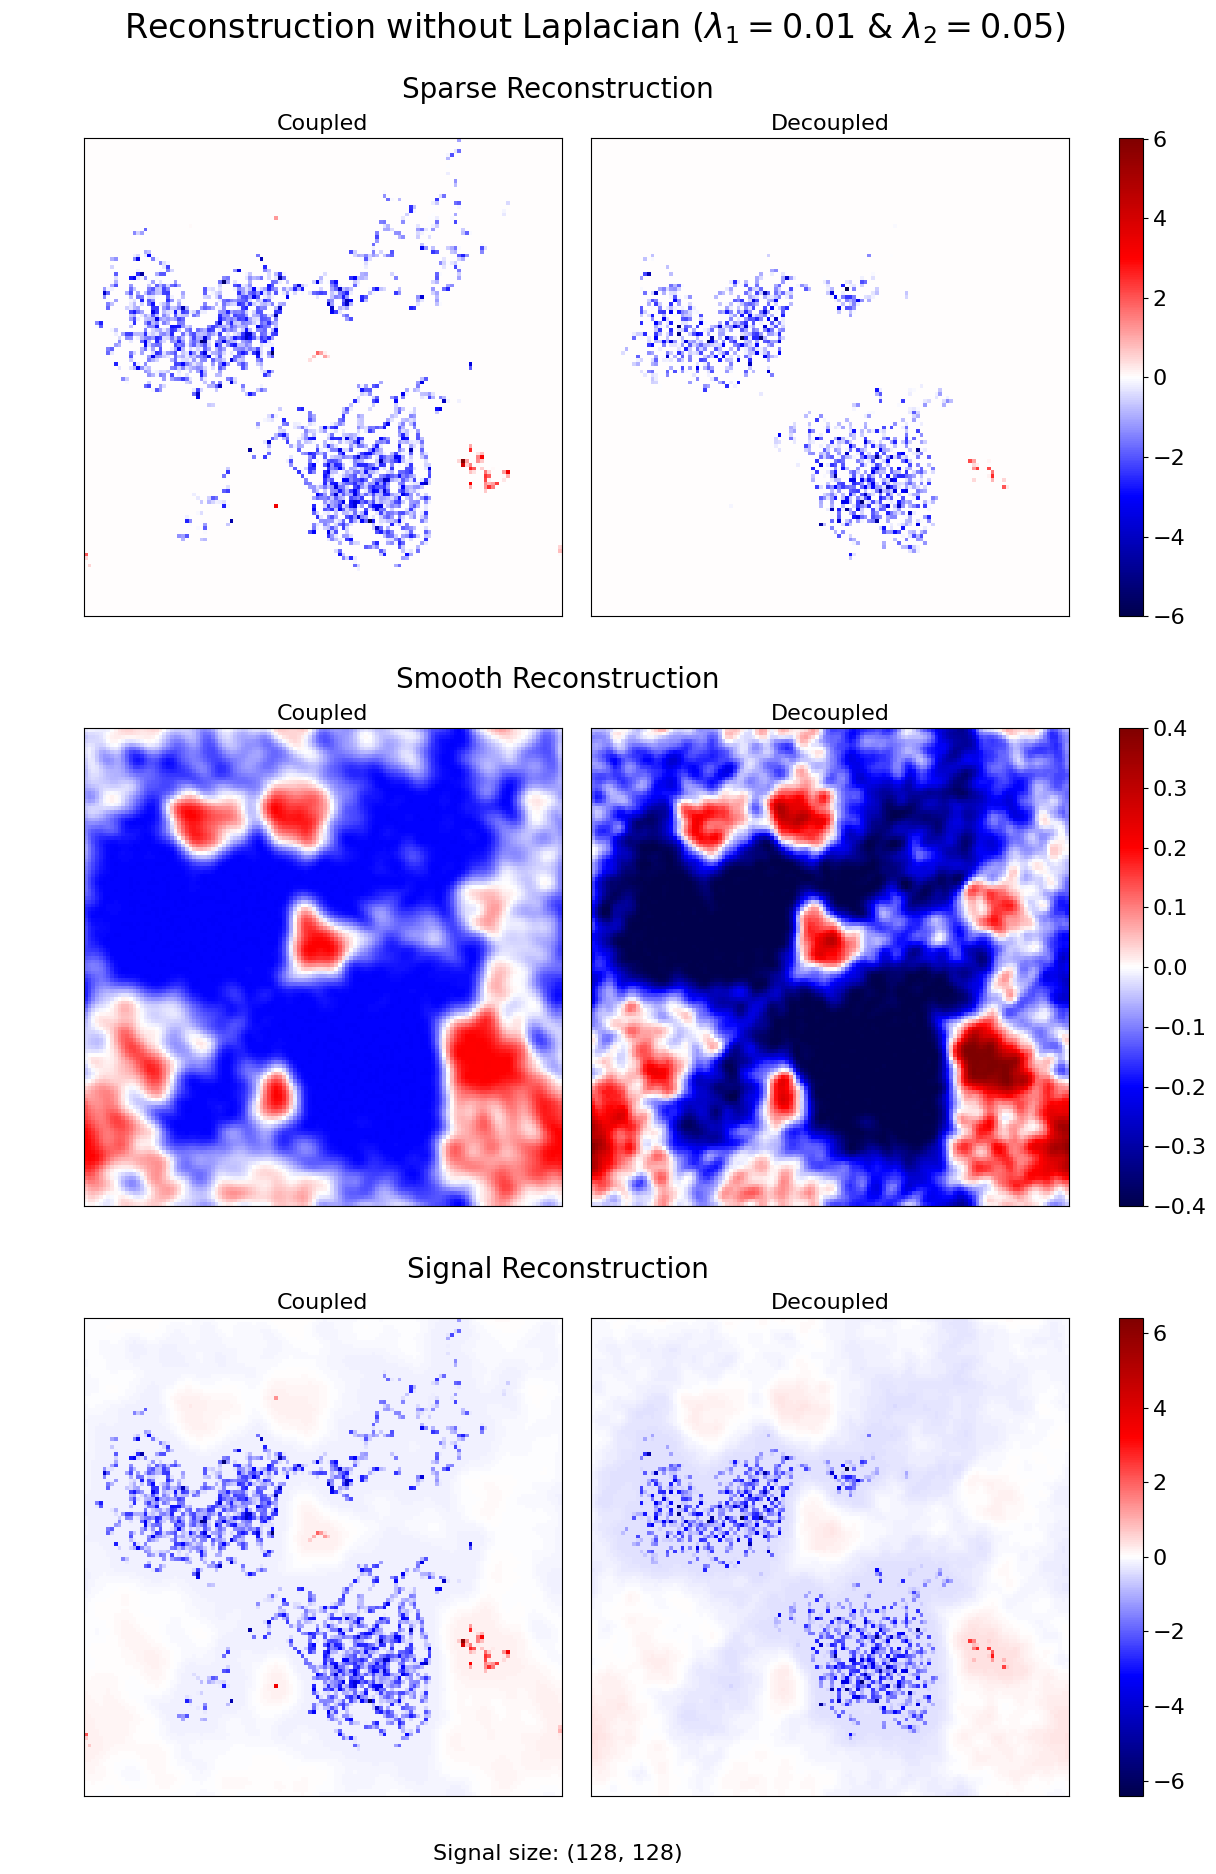 Reconstruction without Laplacian (λ₁ = 0.01 & λ₂ = 0.05)
Sparse Reconstruction
Coupled
Decoupled
6
4
2
0
−2
−4
−6
Smooth Reconstruction
Coupled
Decoupled
0.4
0.3
0.2
0.1
0.0
−0.1
−0.2
−0.3
−0.4
Signal Reconstruction
Coupled
Decoupled
6
4
2
0
−2
−4
−6
Signal size: (128, 128)